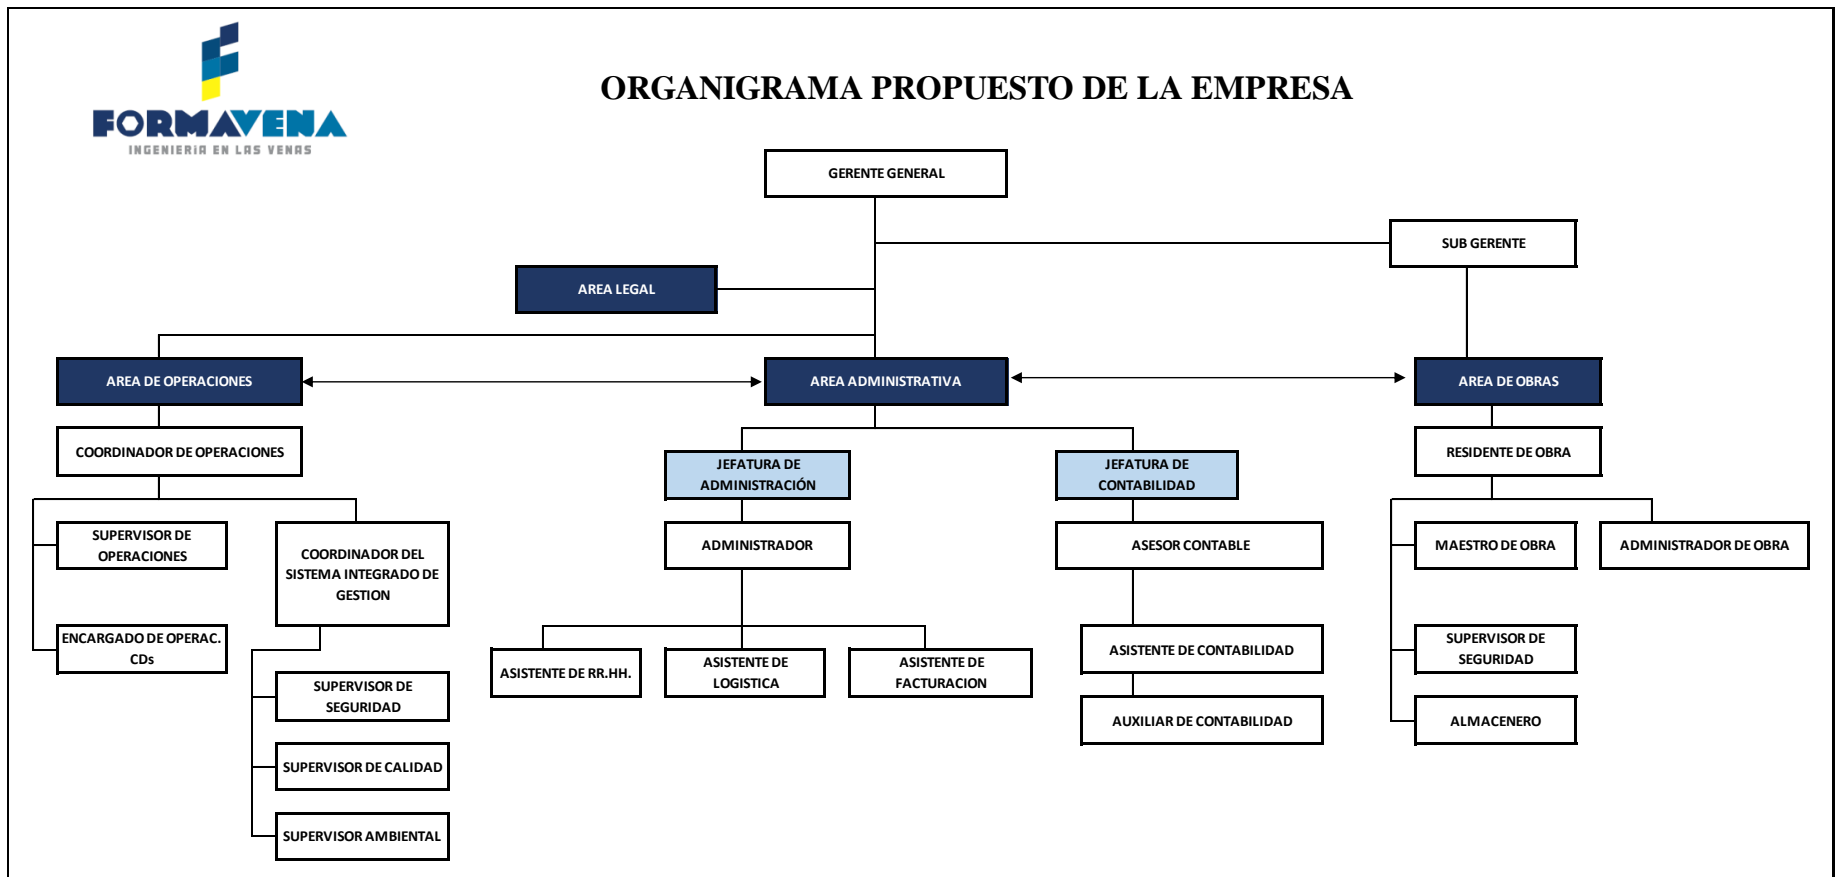 FORMAVENA
INGENIERÍA EN LAS VENAS
ORGANIGRAMA PROPUESTO DE LA EMPRESA
GERENTE GENERAL
SUB GERENTE
AREA LEGAL
AREA DE OPERACIONES
AREA ADMINISTRATIVA
AREA DE OBRAS
COORDINADOR DE OPERACIONES
RESIDENTE DE OBRA
JEFATURA DE
ADMINISTRACIÓN
JEFATURA DE
CONTABILIDAD
SUPERVISOR DE
OPERACIONES
COORDINADOR DEL
SISTEMA INTEGRADO DE
GESTION
ADMINISTRADOR
ASESOR CONTABLE
MAESTRO DE OBRA
ADMINISTRADOR DE OBRA
ENCARGADO DE OPERAC.
CDs
ASISTENTE DE RR.HH.
ASISTENTE DE
LOGISTICA
ASISTENTE DE
FACTURACION
ASISTENTE DE CONTABILIDAD
SUPERVISOR DE
SEGURIDAD
SUPERVISOR DE
SEGURIDAD
AUXILIAR DE CONTABILIDAD
ALMACENERO
SUPERVISOR DE CALIDAD
SUPERVISOR AMBIENTAL